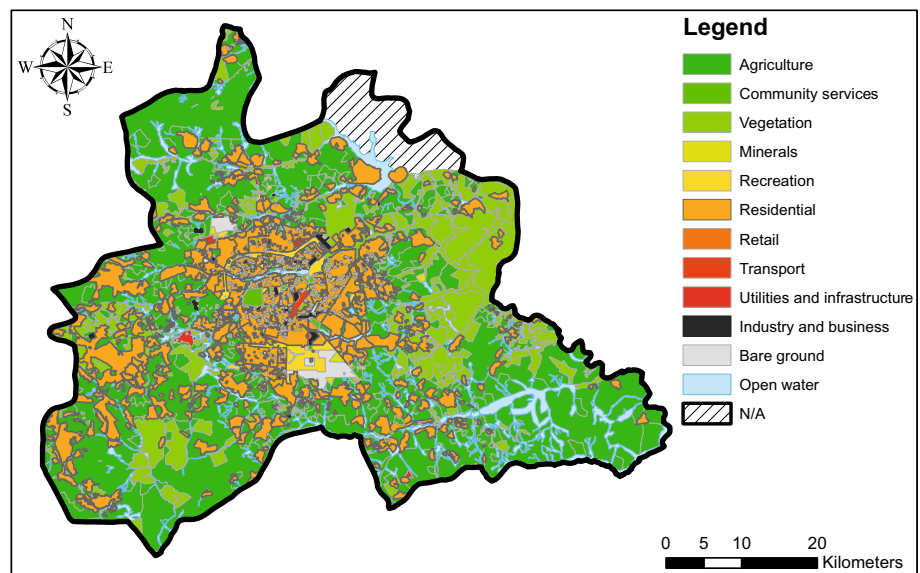 N
W E
S
Legend
Agriculture
Community services
Vegetation
Minerals
Recreation
Residential
Retail
Transport
Utilities and infrastructure
Industry and business
Bare ground
Open water
N/A
0 5 10 20
Kilometers